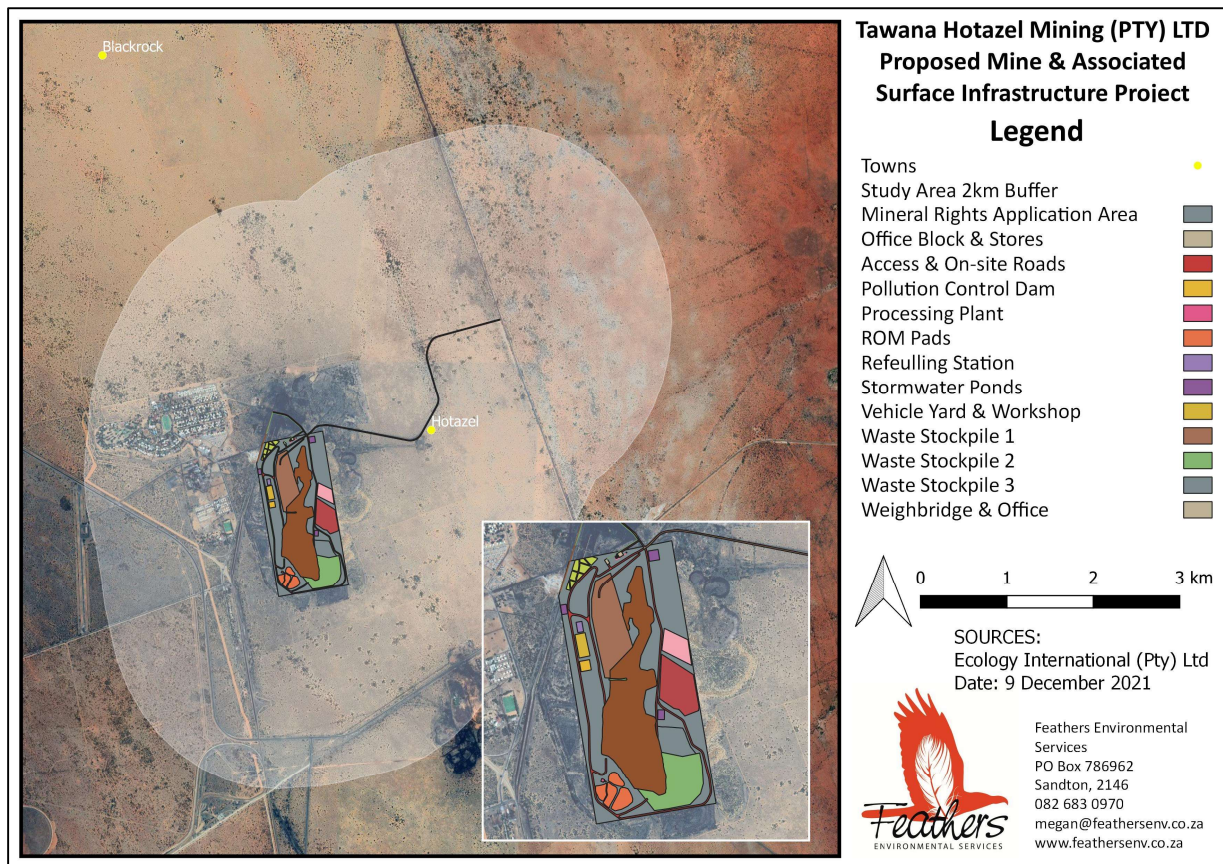 Blackrock
Hotazel
Tawana Hotazel Mining (PTY) LTD
Proposed Mine & Associated
Surface Infrastructure Project
Legend
Towns
Study Area 2km Buffer
Mineral Rights Application Area
Office Block & Stores
Access & On-site Roads
Pollution Control Dam
Processing Plant
ROM Pads
Refeulling Station
Stormwater Ponds
Vehicle Yard & Workshop
Waste Stockpile 1
Waste Stockpile 2
Waste Stockpile 3
Weighbridge & Office
0 1 2 3 km
SOURCES:
Ecology International (Pty) Ltd
Date: 9 December 2021
Feathers
ENVIRONMENTAL SERVICES
Feathers Environmental
Services
PO Box 786962
Sandton, 2146
082 683 0970
megan@feathersenv.co.za
www.feathersenv.co.za